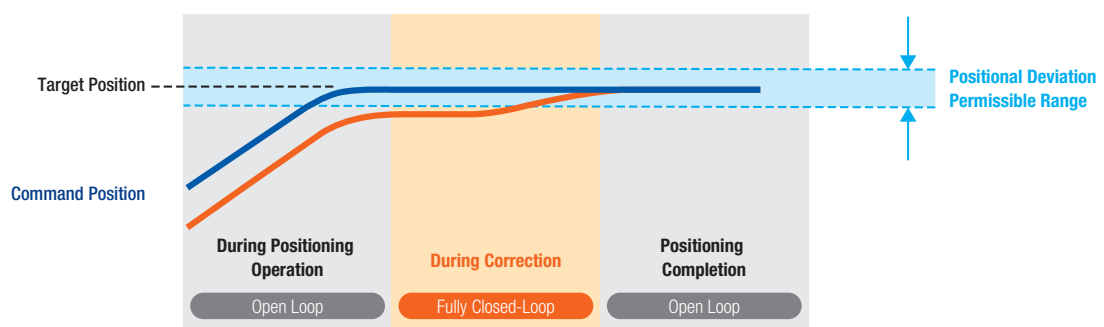 Target Position
Positional Deviation
Permissible Range
Command Position
During Positioning
Operation
During Correction
Positioning
Completion
Open Loop
Fully Closed-Loop
Open Loop